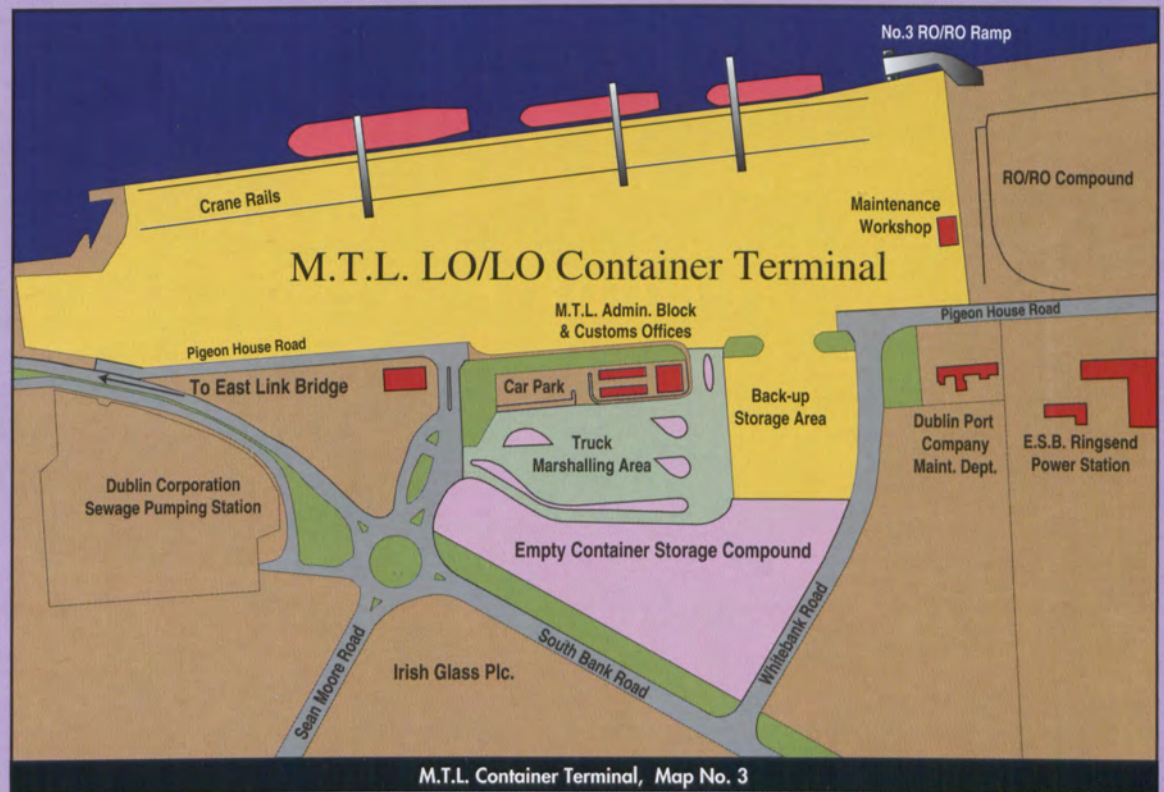 No.3 RO/RO Ramp
Crane Rails
RO/RO Compound
Maintenance
Workshop
M.T.L. LO/LO Container Terminal
M.T.L. Admin. Block
& Customs Offices
Pigeon House Road
Pigeon House Road
To East Link Bridge
Car Park
Back-up
Storage Area
Truck
Marshalling Area
Dublin Port
Company
Maint. Dept.
E.S.B. Ringsend
Power Station
Dublin Corporation
Sewage Pumping Station
Empty Container Storage Compound
Whitebank Road
South Bank Road
Sean Moore Road
Irish Glass Plc.
M.T.L. Container Terminal, Map No. 3